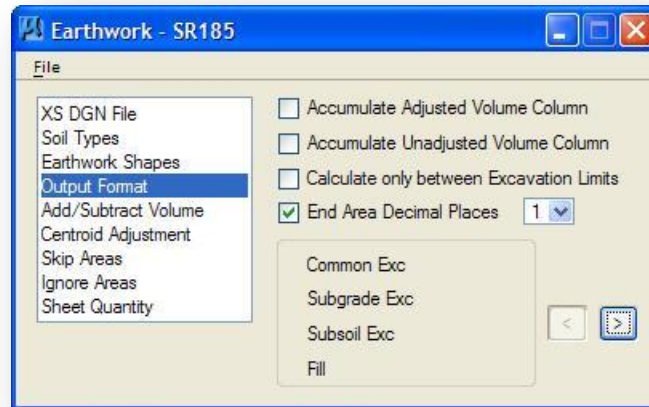 Earthwork - SR185
File
XS DGN File
Soil Types
Earthwork Shapes
Output Format
Add/Subtract Volume
Centroid Adjustment
Skip Areas
Ignore Areas
Sheet Quantity
Accumulate Adjusted Volume Column
Accumulate Unadjusted Volume Column
Calculate only between Excavation Limits
End Area Decimal Places 1
Common Exc
Subgrade Exc
Subsoil Exc
Fill
< >